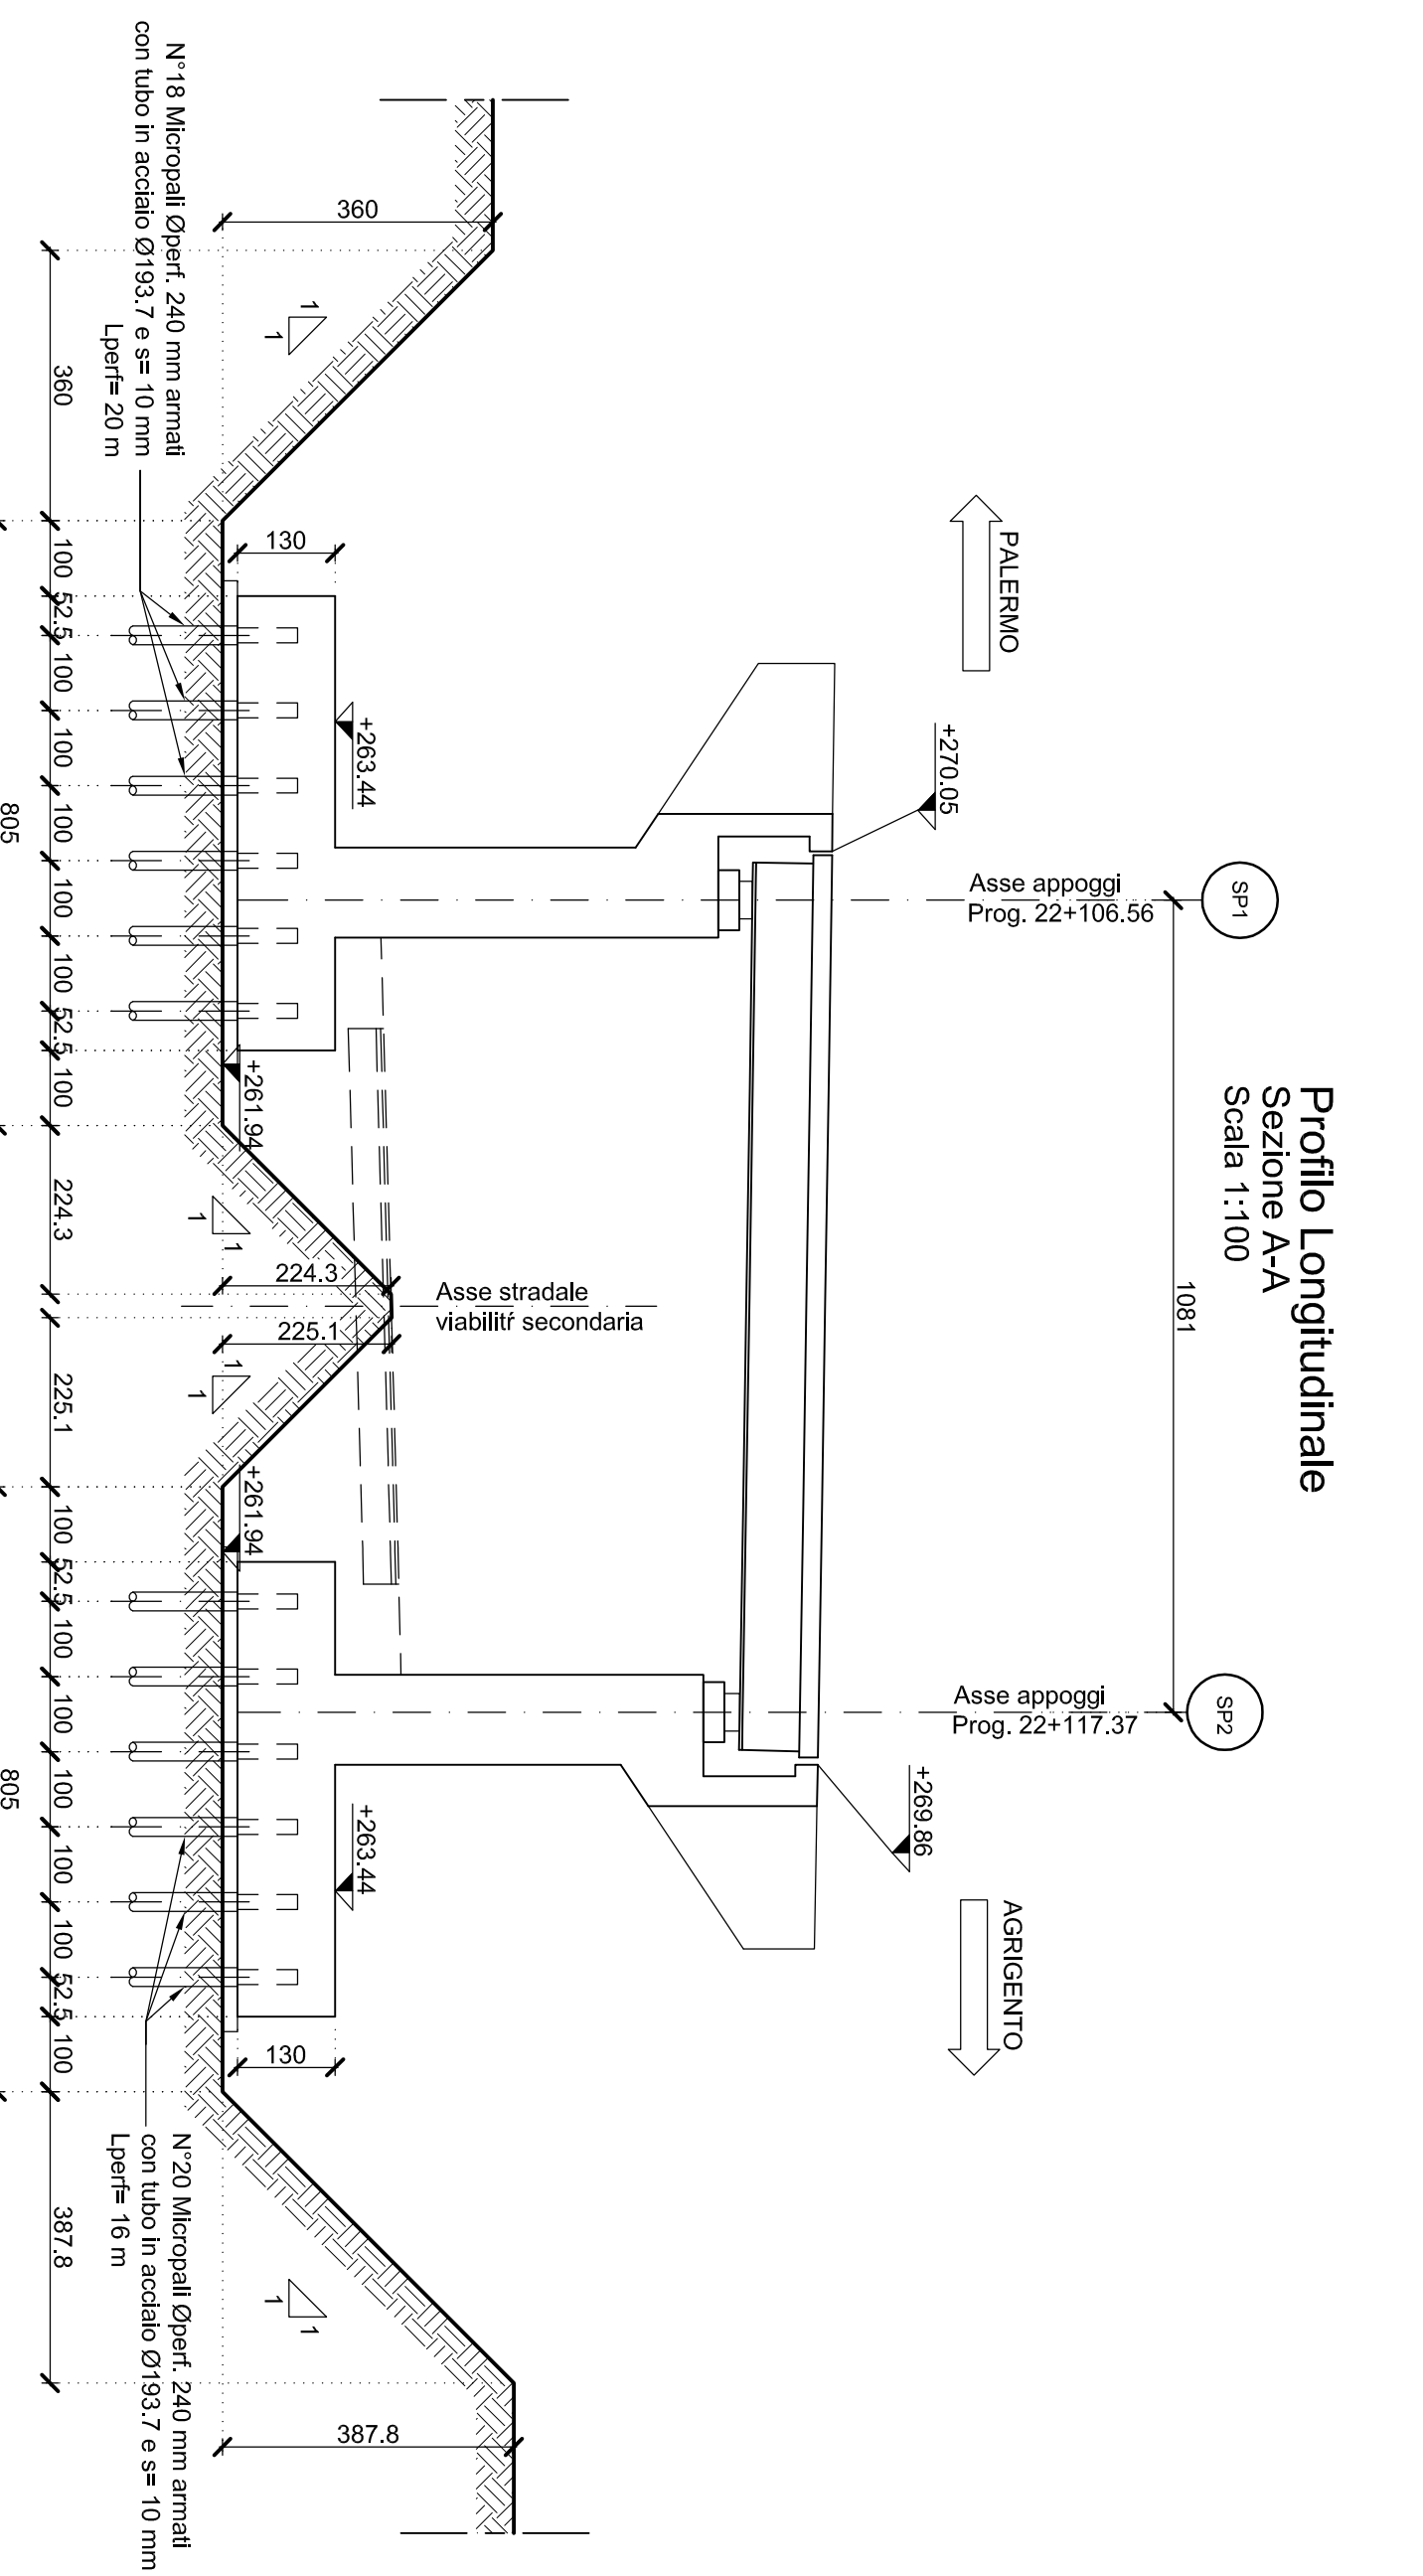 Profilo Longitudinale
Sezione A-A
Scala 1:100
SP1
SP2
1081
Asse appoggi
Prog. 22+106.56
Asse appoggi
Prog. 22+117.37
PALERMO
AGRIGENTO
+270.05
+269.86
Asse stradale
viabilitŕ secondaria
360
387.8
+263.44
+263.44
130
130
224.3
225.1
+261.94
+261.94
1
1
1
1
1
1
1
1
N°18 Micropali Øperf. 240 mm armati
con tubo in acciaio Ø193.7 e s= 10 mm
Lperf= 20 m
N°20 Micropali Øperf. 240 mm armati
con tubo in acciaio Ø193.7 e s= 10 mm
Lperf= 16 m
360
100
52.5
100
100
100
100
100
52.5
100
224.3
225.1
100
52.5
100
100
100
100
100
52.5
100
387.8
805
805